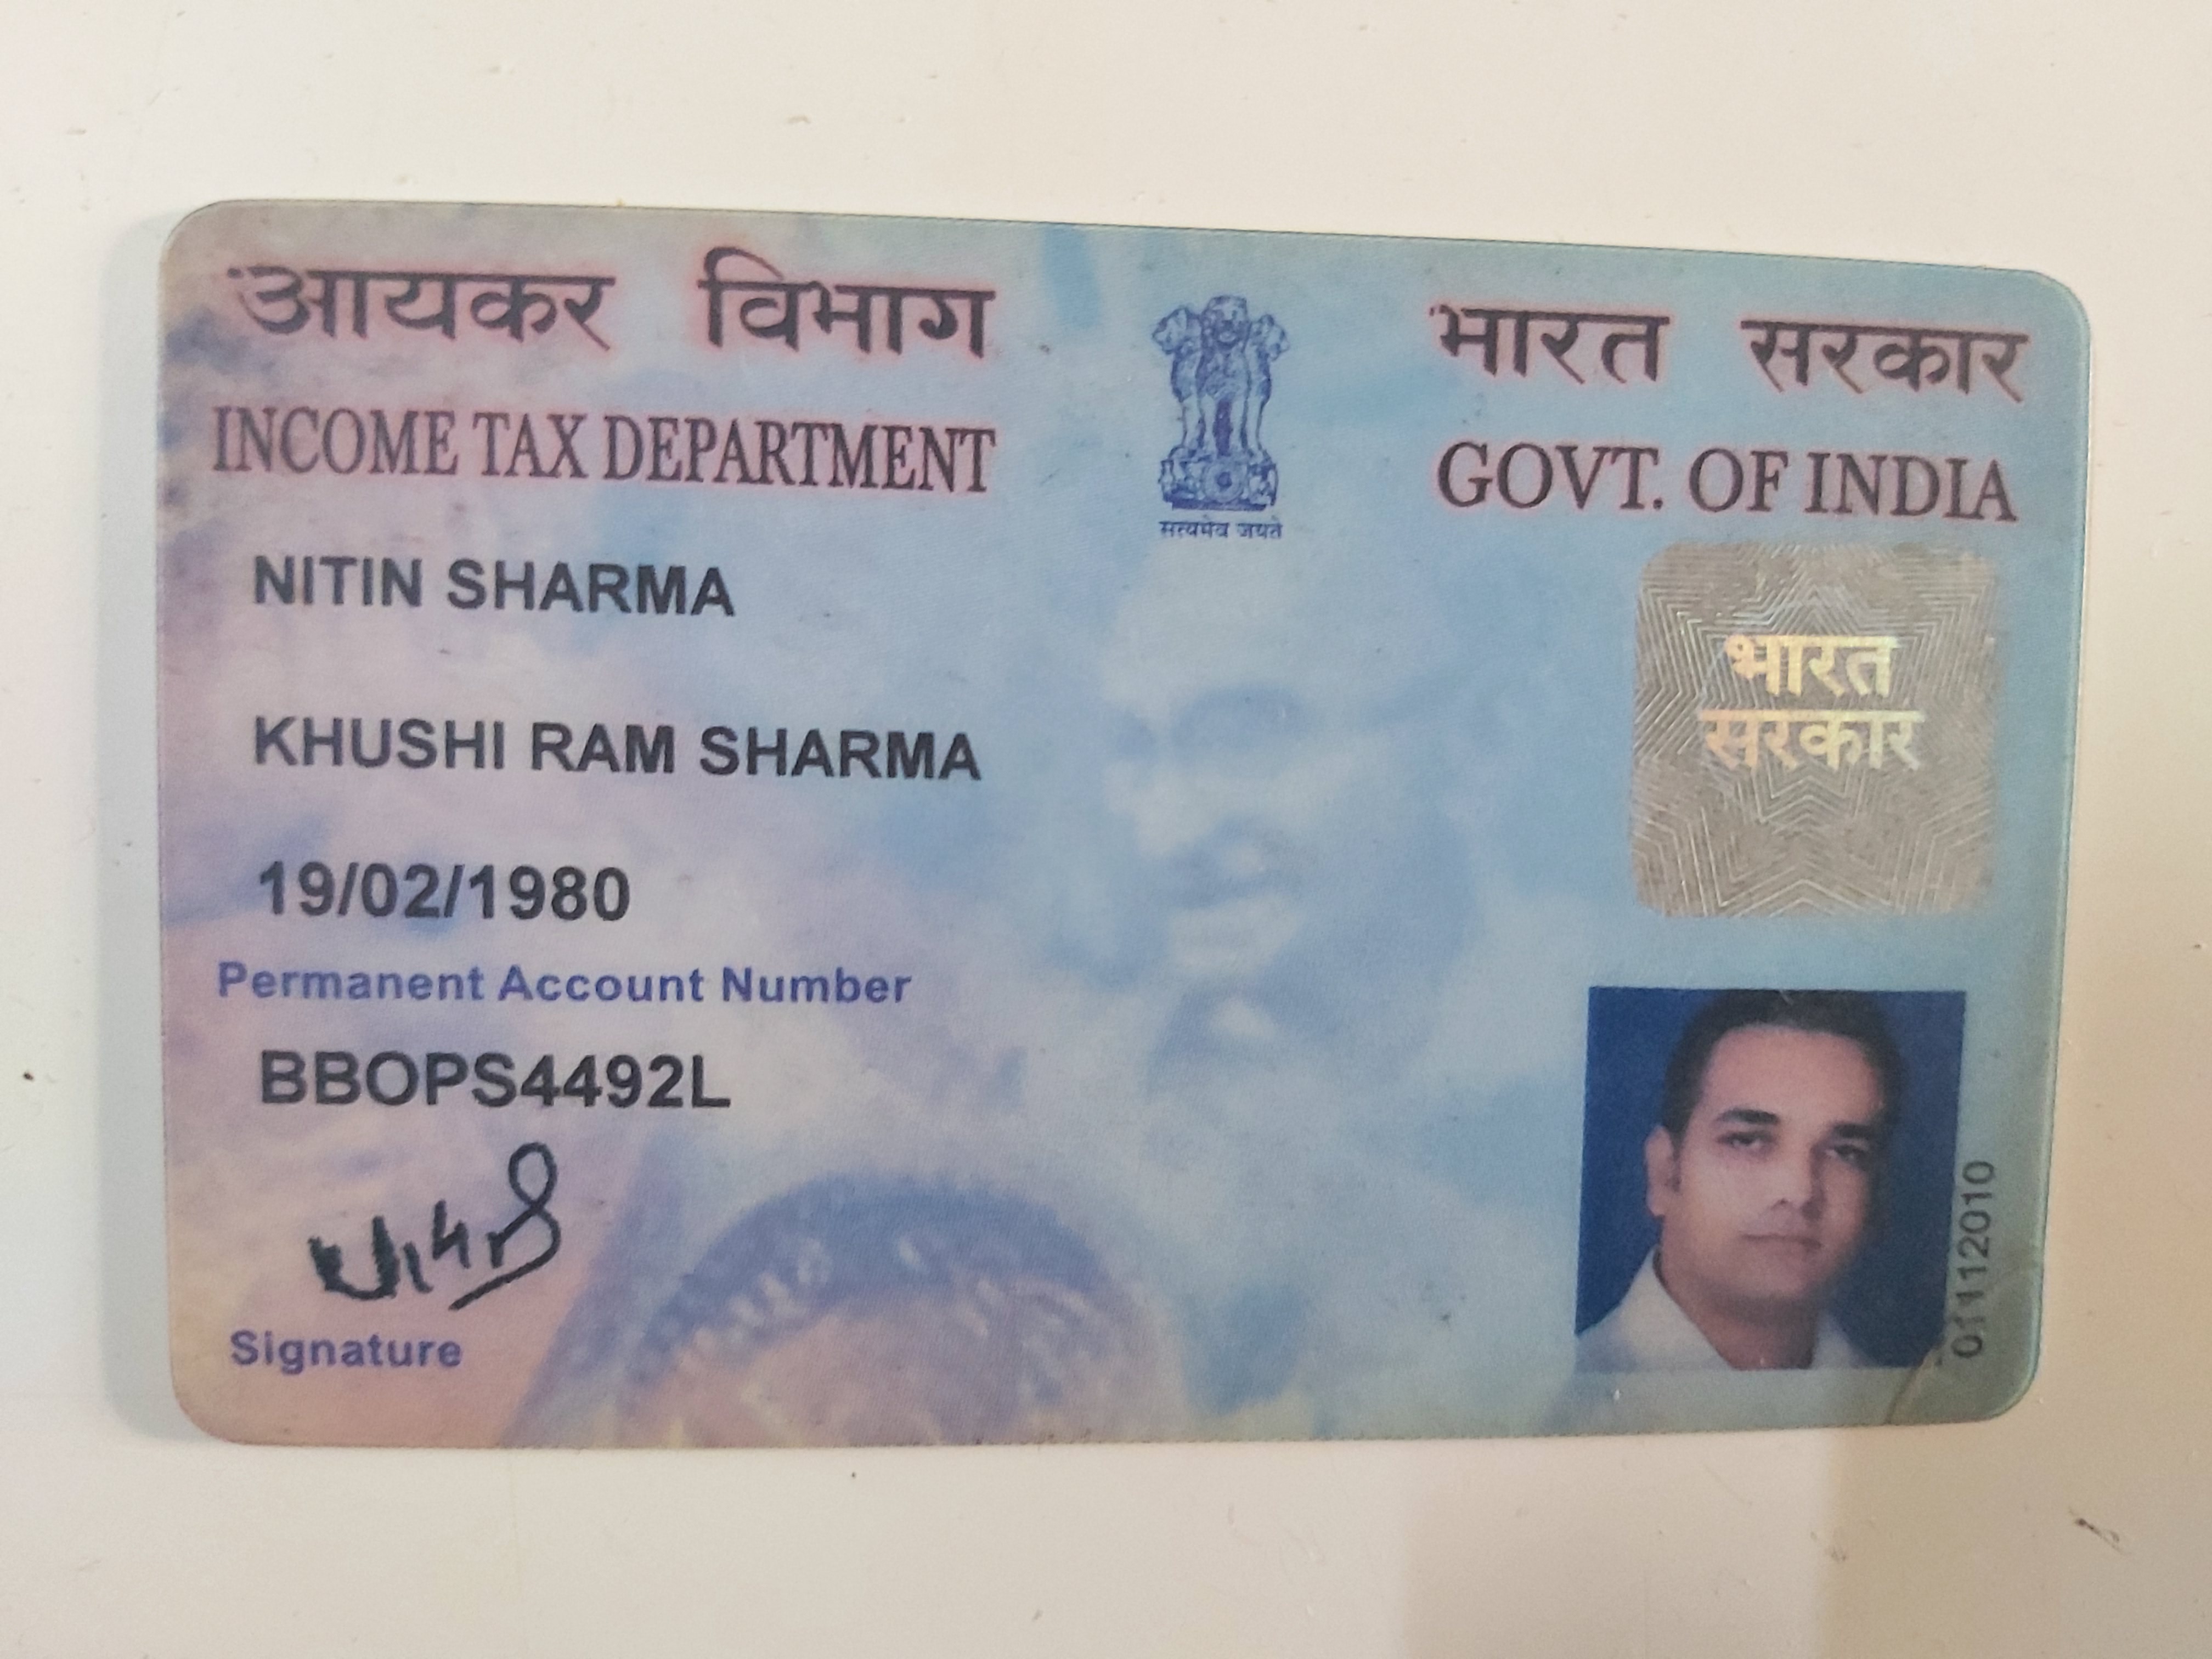 आयकर विभाग
INCOME TAX DEPARTMENT
सत्यमेव जयते
भारत सरकार
GOVT. OF INDIA
NITIN SHARMA
KHUSHI RAM SHARMA
19/02/1980
Permanent Account Number
BBOPS4492L
Signature
भारत
सरकार
01112010